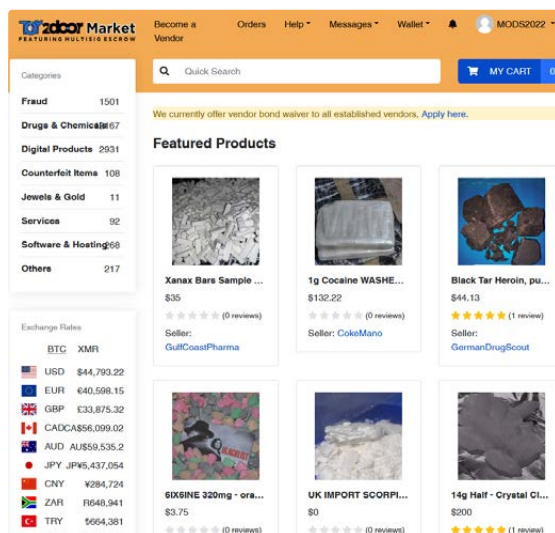 Tor2door Market
FEATURING MULTISIG ESCROW
Become a
Vendor
Orders
Help
Messages
Wallet
MODS2022
Quick Search
MY CART 0
Categories
Fraud 1501
Drugs & Chemicals
Digital Products 2931
Counterfeit Items 108
Jewels & Gold 11
Services 92
Software & Hosting 268
Others 217
Exchange Rates
BTC XMR
USD $44,793.22
EUR €40,598.15
GBP £33,875.32
CAD CA$56,099.02
AUD AU$59,535.2
JPY JP¥5,437,054
CNY ¥284,724
ZAR R648,941
TRY ₺664,381
We currently offer vendor bond waiver to all established vendors, Apply here.
Featured Products
Xanax Bars Sample ...
$35
(0 reviews)
Seller:
GulfCoastPharma
1g Cocaine WASHE...
$132.22
(0 reviews)
Seller: CokeMano
Black Tar Heroin, pu...
$44.13
(1 review)
Seller:
GermanDrugScout
6IX6INE 320mg - ora...
$3.75
(0 reviews)
UK IMPORT SCORPI...
$0
(0 reviews)
14g Half - Crystal Cl...
$200
(1 review)